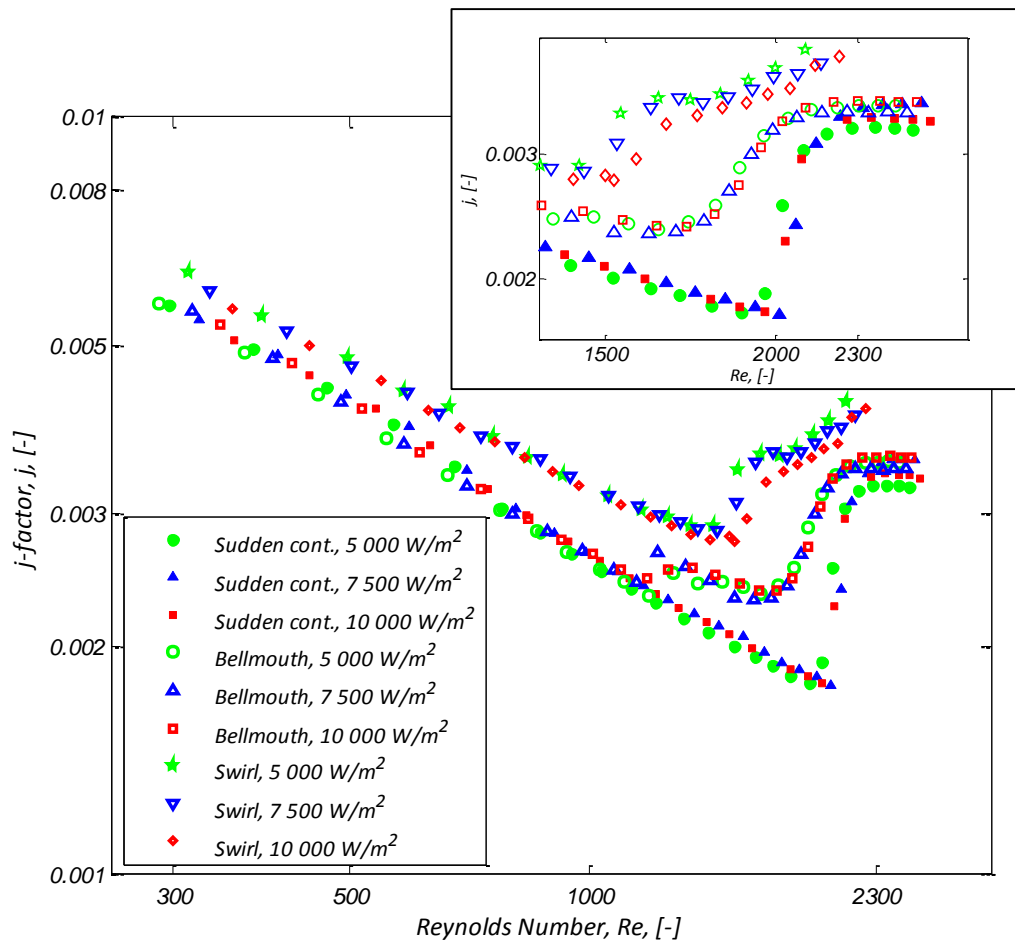 0.01
0.008
0.005
0.003
0.002
0.001
j-factor, j, [-]
300
500
1000
2300
Reynolds Number, Re, [-]
0.003
0.002
j, [-]
1500
2000
2300
Re, [-]
Sudden cont., 5 000 W/m²
Sudden cont., 7 500 W/m²
Sudden cont., 10 000 W/m²
Bellmouth, 5 000 W/m²
Bellmouth, 7 500 W/m²
Bellmouth, 10 000 W/m²
Swirl, 5 000 W/m²
Swirl, 7 500 W/m²
Swirl, 10 000 W/m²